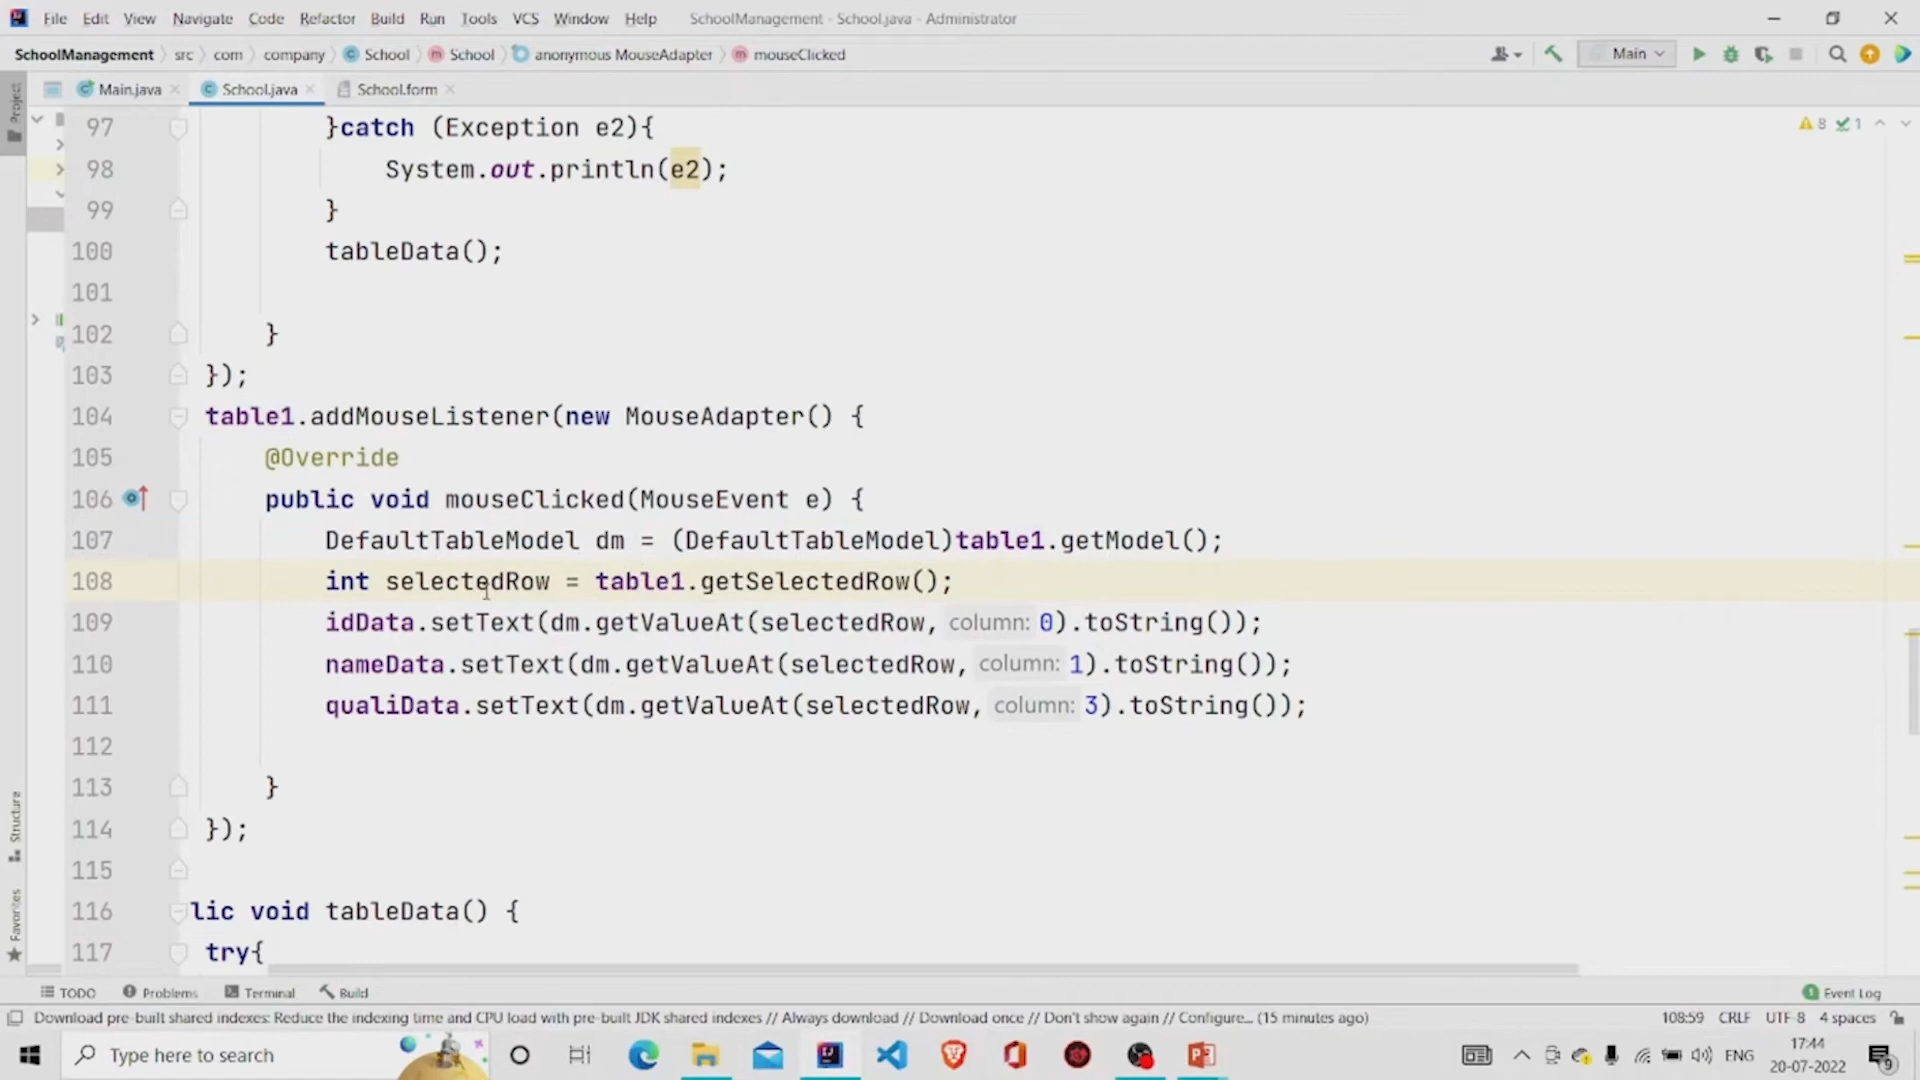 File Edit View Navigate Code Refactor Build Run Tools VCS Window Help SchoolManagement - School.java - Administrator
SchoolManagement src com company School School anonymous MouseAdapter mouseClicked Main
Project
Main.java School.java School.form
97 }catch (Exception e2){
8 1
98 System.out.println(e2);
99 }
100 tableData();
101
102 }
103 });
104 table1.addMouseListener(new MouseAdapter() {
105 @Override
106 public void mouseClicked(MouseEvent e) {
107 DefaultTableModel dm = (DefaultTableModel)table1.getModel();
108 int selectedRow = table1.getSelectedRow();
109 idData.setText(dm.getValueAt(selectedRow, column: 0).toString());
110 nameData.setText(dm.getValueAt(selectedRow, column: 1).toString());
111 qualiData.setText(dm.getValueAt(selectedRow, column: 3).toString());
112
113 }
114 });
115
116 lic void tableData() {
117 try{
Structure
Favorites
TODO Problems Terminal Build 1 Event Log
Download pre-built shared indexes: Reduce the indexing time and CPU load with pre-built JDK shared indexes // Always download // Download once // Don't show again // Configure... (15 minutes ago) 108:59 CRLF UTF-8 4 spaces
Type here to search ENG 17:44
20-07-2022 9